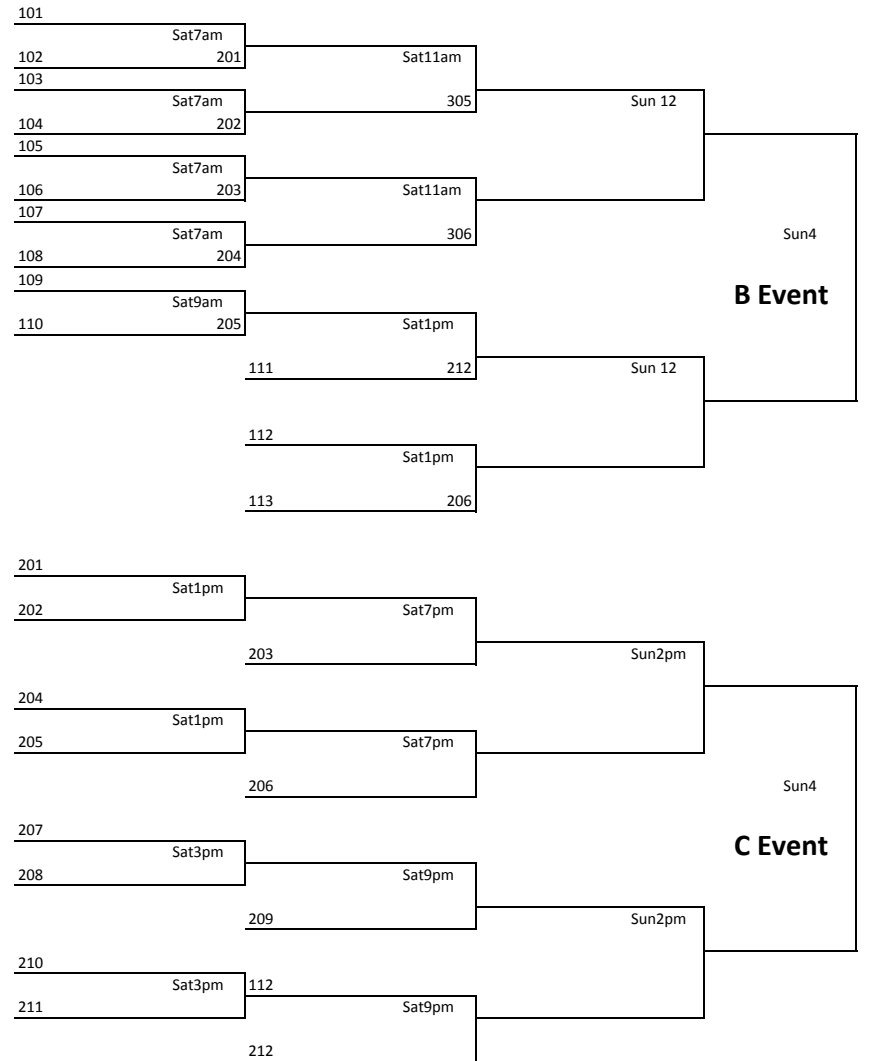 101
Sat7am
102 201 Sat11am
103
Sat7am 305 Sun 12
104 202
105
Sat7am
106 203 Sat11am
107
Sat7am 306 Sun4
108 204
109
Sat9am B Event
110 205 Sat1pm
111 212 Sun 12
112
Sat1pm
113 206
201
Sat1pm
202 Sat7pm
203 Sun2pm
204
Sat1pm
205 Sat7pm
206 Sun4
207
Sat3pm C Event
208 Sat9pm
209 Sun2pm
210
Sat3pm 112
211 Sat9pm
212